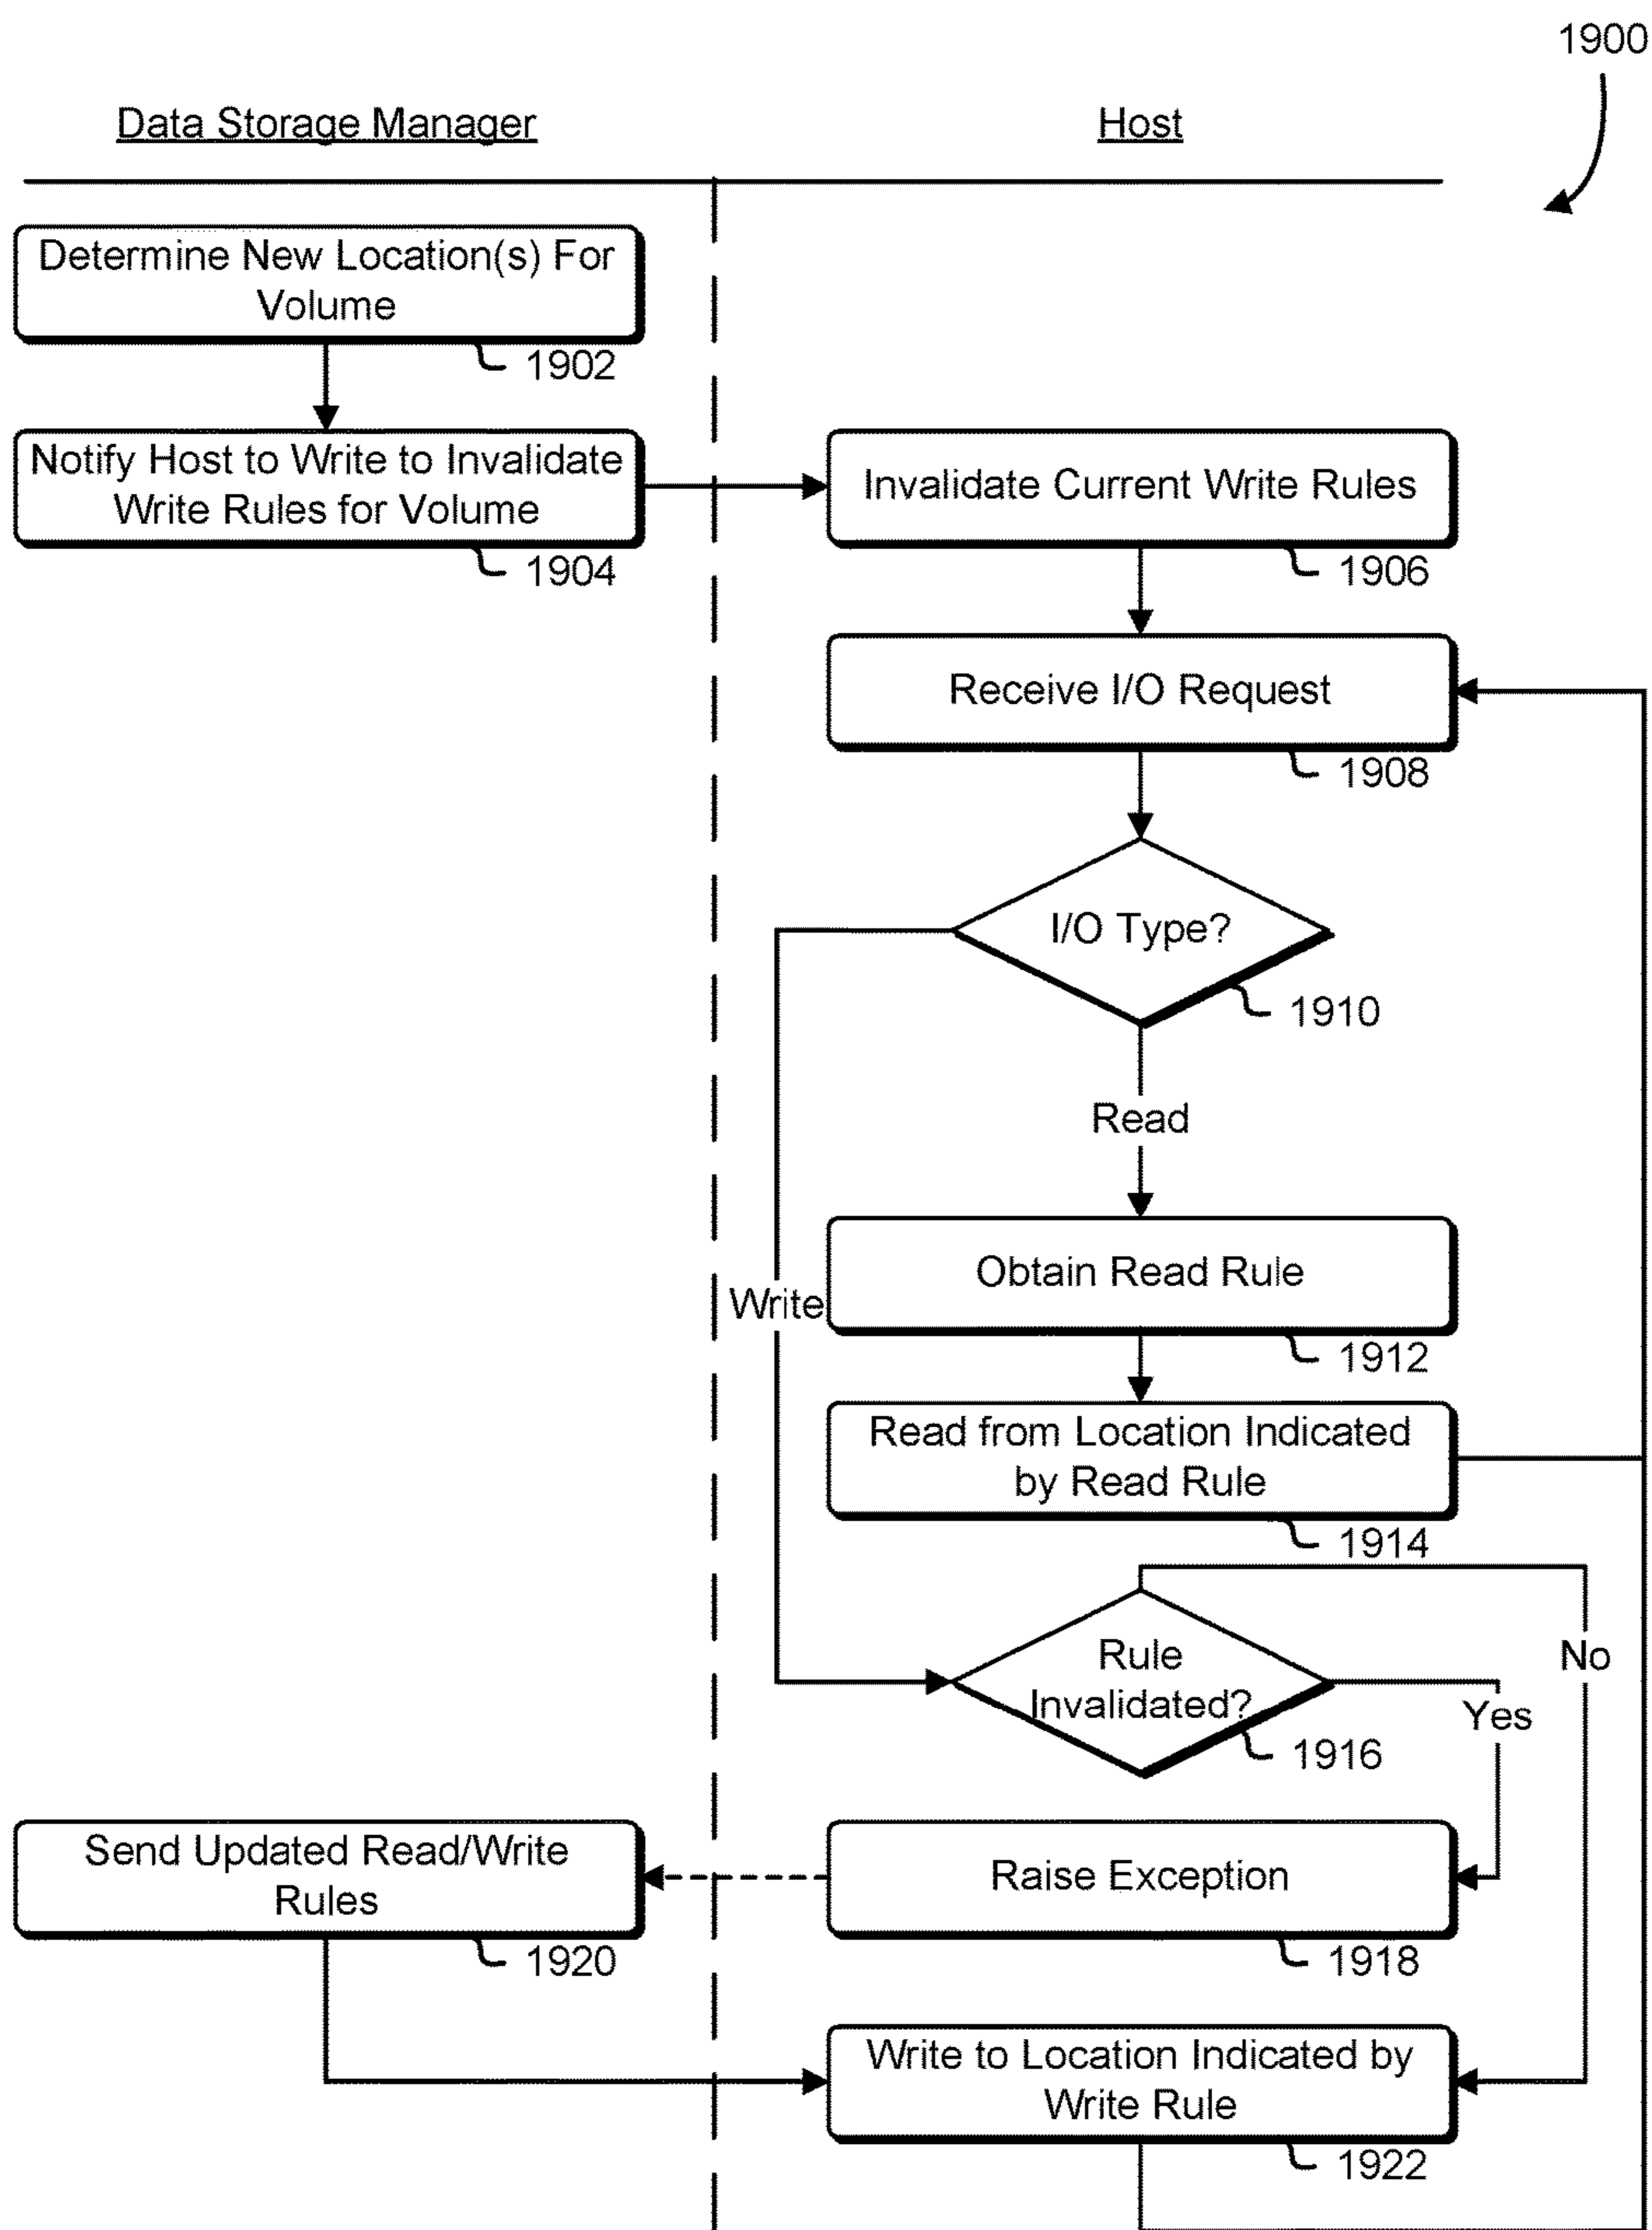 1900
Data Storage Manager
Host
Determine New Location(s) For
Volume
1902
Notify Host to Write to Invalidate
Write Rules for Volume
1904
Invalidate Current Write Rules
1906
Receive I/O Request
1908
I/O Type?
1910
Read
Write
Obtain Read Rule
1912
Read from Location Indicated
by Read Rule
1914
Rule
Invalidated?
1916
No
Yes
Send Updated Read/Write
Rules
1920
Raise Exception
1918
Write to Location Indicated by
Write Rule
1922